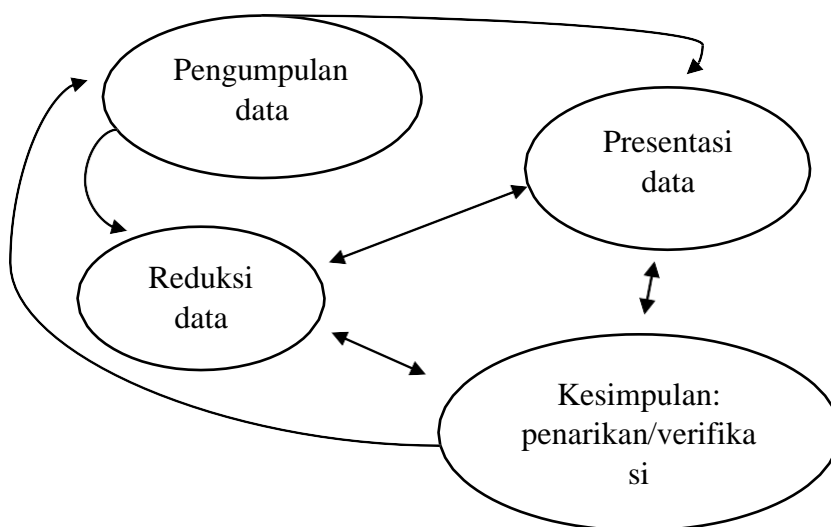 Pengumpulan
data
Presentasi
data
Reduksi
data
Kesimpulan:
penarikan/verifika
si